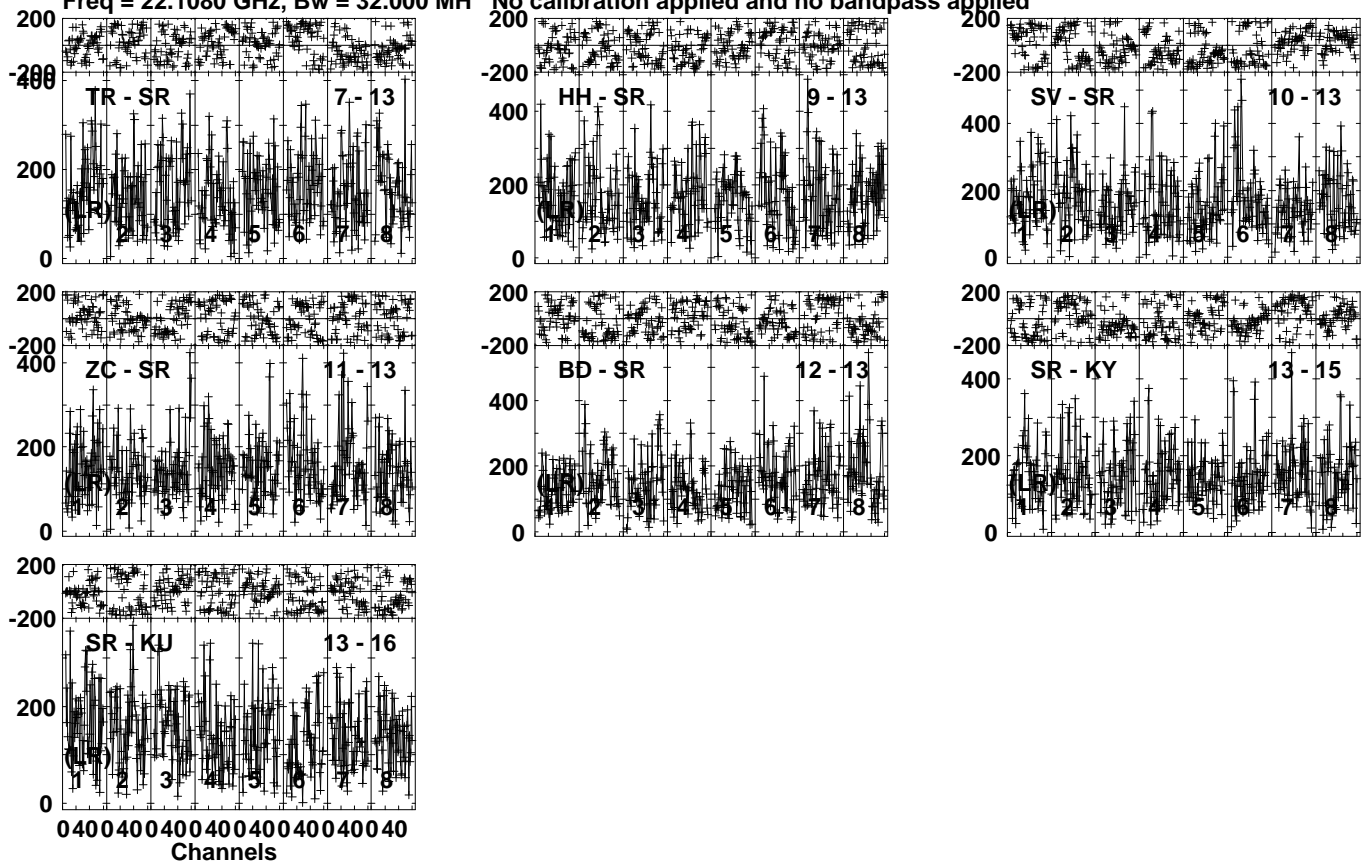 Freq = 22.1080 GHz, Bw = 32.000 MH No calibration applied and no bandpass applied
200
-200
400
200
0
TR - SR 7 - 13
(LR)
1 2 3 4 5 6 7 8
200
-200
400
200
0
HH - SR 9 - 13
(LR)
1 2 3 4 5 6 7 8
200
-200
400
200
0
SV - SR 10 - 13
(LR)
1 2 3 4 5 6 7 8
200
-200
400
200
0
ZC - SR 11 - 13
(LR)
1 2 3 4 5 6 7 8
200
-200
400
200
0
BD - SR 12 - 13
(LR)
1 2 3 4 5 6 7 8
200
-200
400
200
0
SR - KY 13 - 15
(LR)
1 2 3 4 5 6 7 8
200
-200
200
0
SR - KU 13 - 16
(LR)
1 2 3 4 5 6 7 8
0 40 0 40 0 40 0 40 0 40 0 40 0 40 0 40
Channels